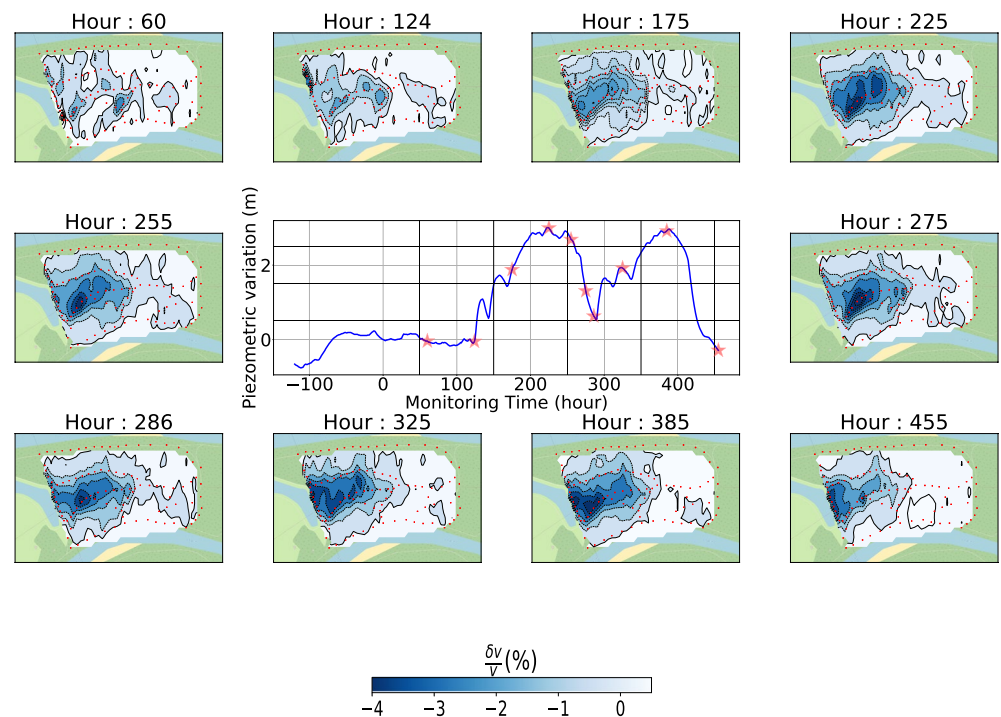 Hour : 60
Hour : 124
Hour : 175
Hour : 225
Hour : 255
Hour : 275
Piezometric variation (m)
2
0
−100
0
100
200
300
400
Monitoring Time (hour)
Hour : 286
Hour : 325
Hour : 385
Hour : 455
δv/v (%)
−4
−3
−2
−1
0